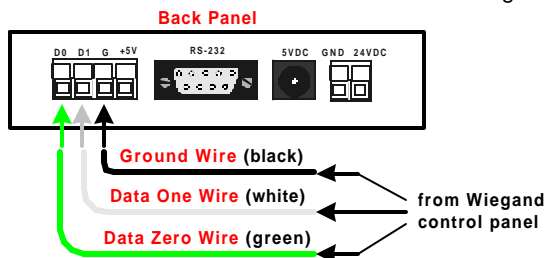 Back Panel
D0 D1 G +5V RS-232 5VDC GND 24VDC
Ground Wire (black)
Data One Wire (white)
from Wiegand
control panel
Data Zero Wire (green)